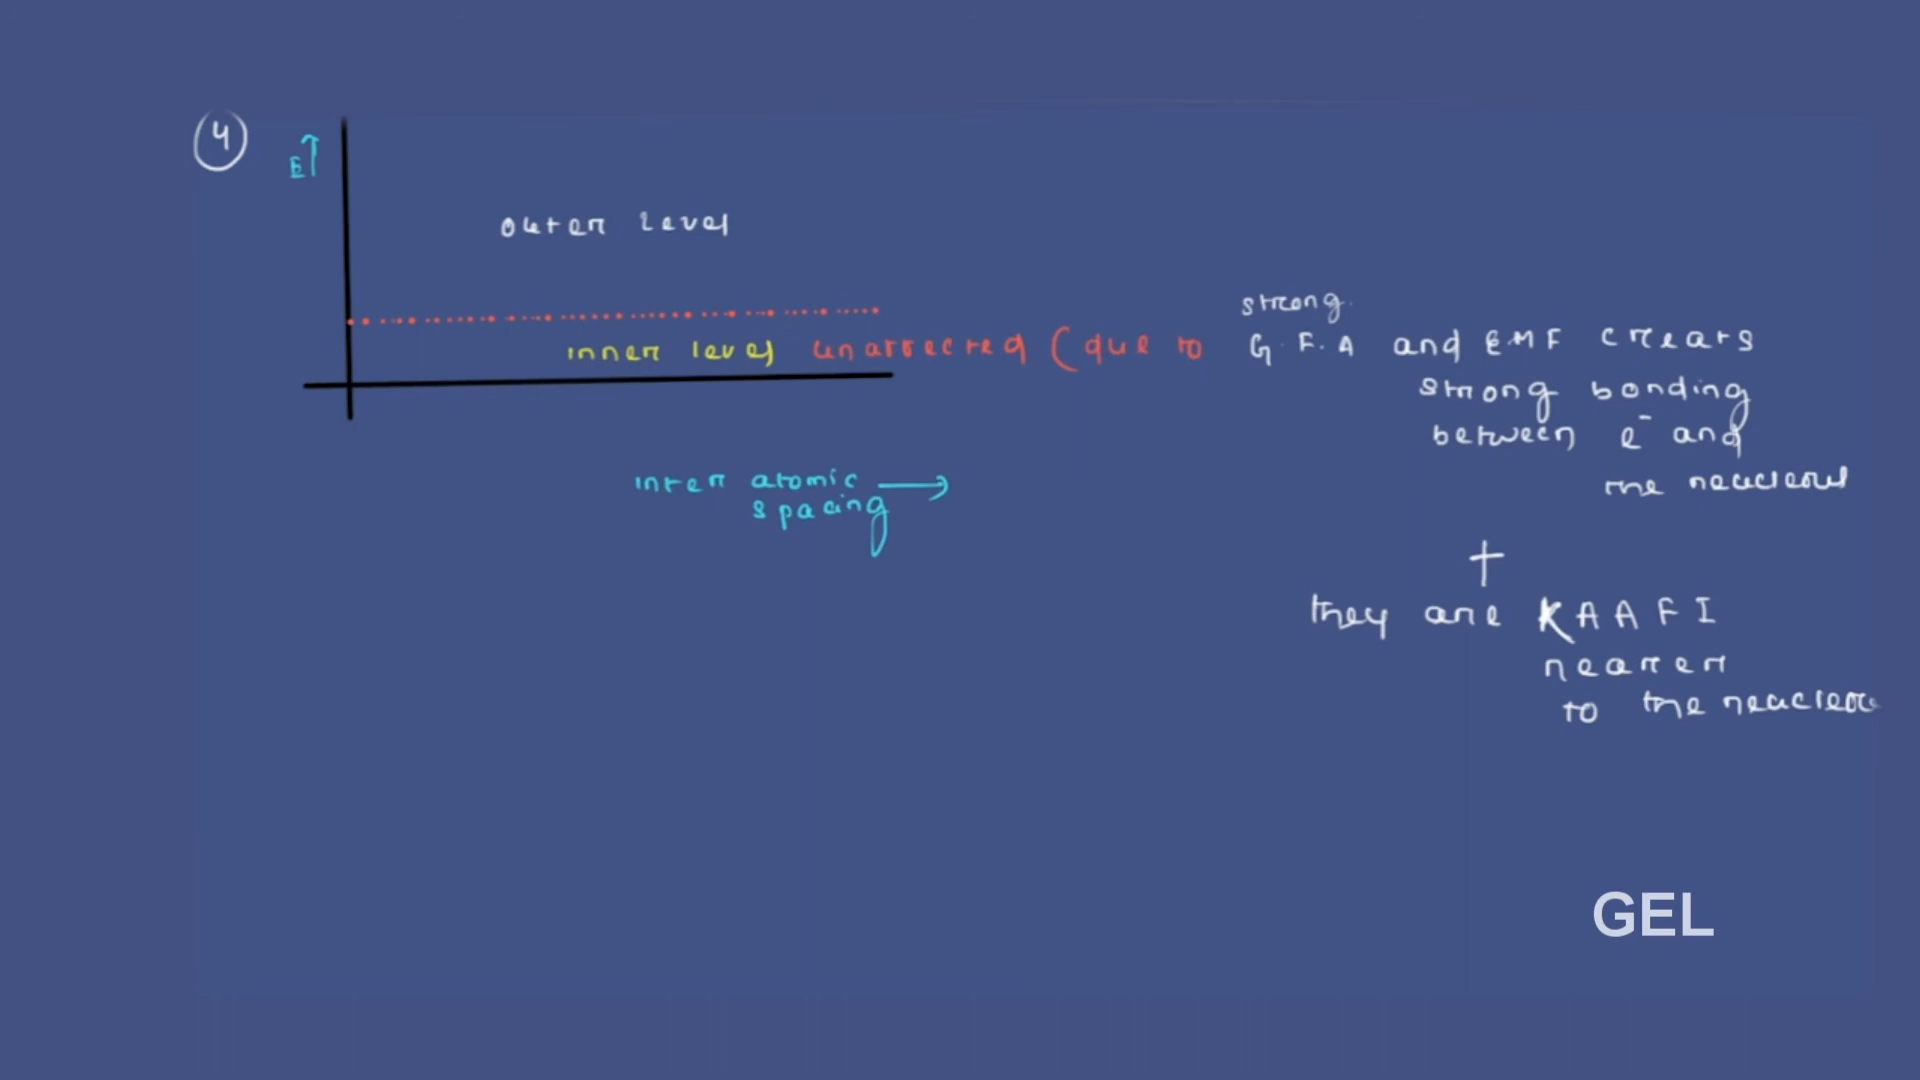 4
E↑
outer level
strong
inner level unaffected (due to G.F.A and EMF creats
strong bonding
between e⁻ and
the neucleous
inter atomic →
spacing
+
they are KAAFI
nearer
to the neucleou
GEL